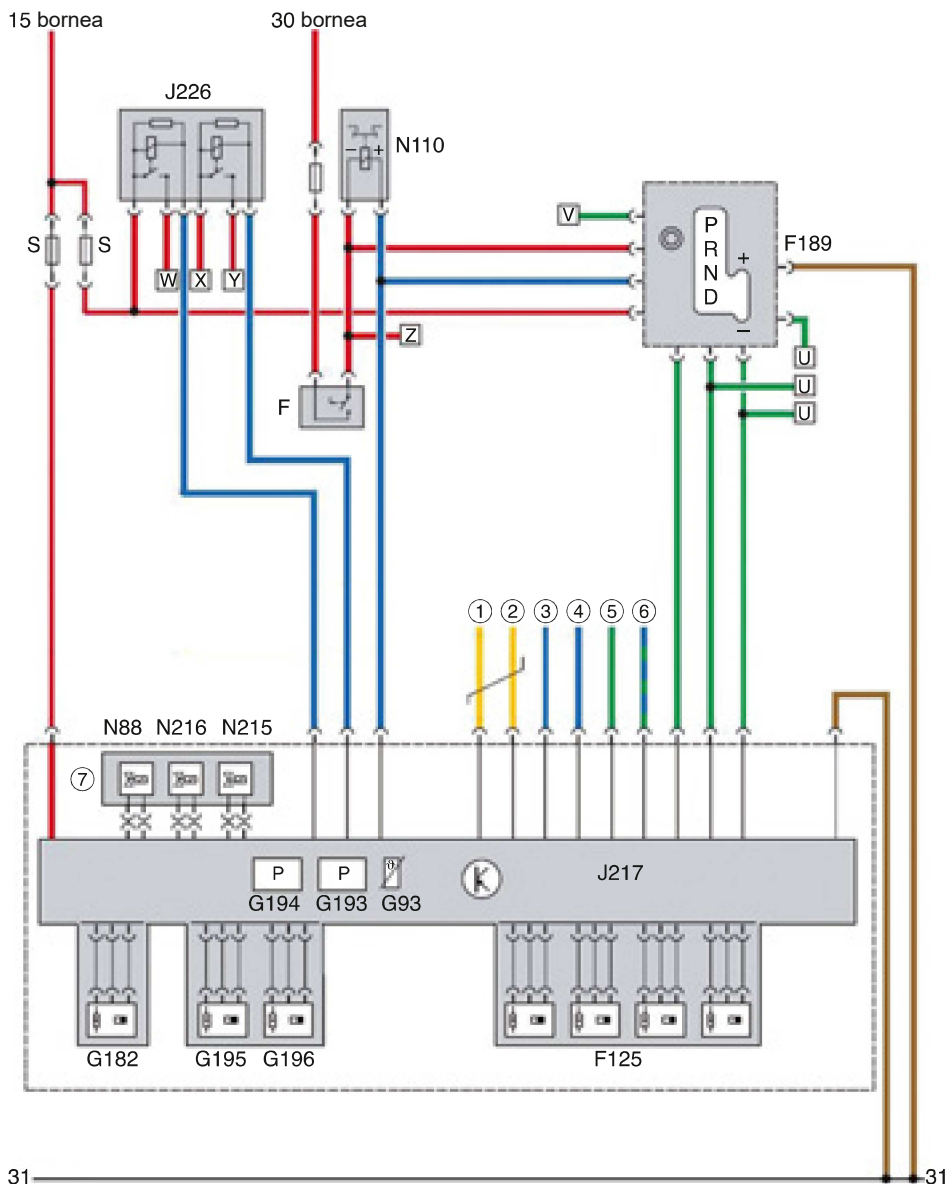 15 bornea
30 bornea
J226
N110
V
P
R
N
D
+
−
F189
S
S
W
X
Y
Z
− +
U
U
U
F
1 2 3 4 5 6
N88 N216 N215
7
P
P
ϑ
K
J217
G194 G193 G93
G182
G195 G196
F125
31
31